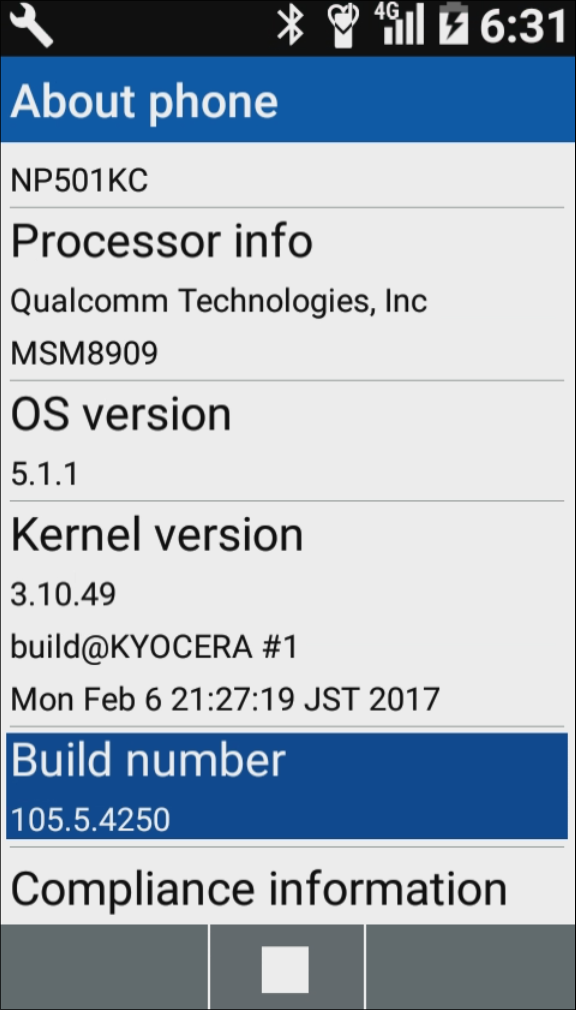 4G 6:31
About phone
NP501KC
Processor info
Qualcomm Technologies, Inc
MSM8909
OS version
5.1.1
Kernel version
3.10.49
build@KYOCERA #1
Mon Feb 6 21:27:19 JST 2017
Build number
105.5.4250
Compliance information